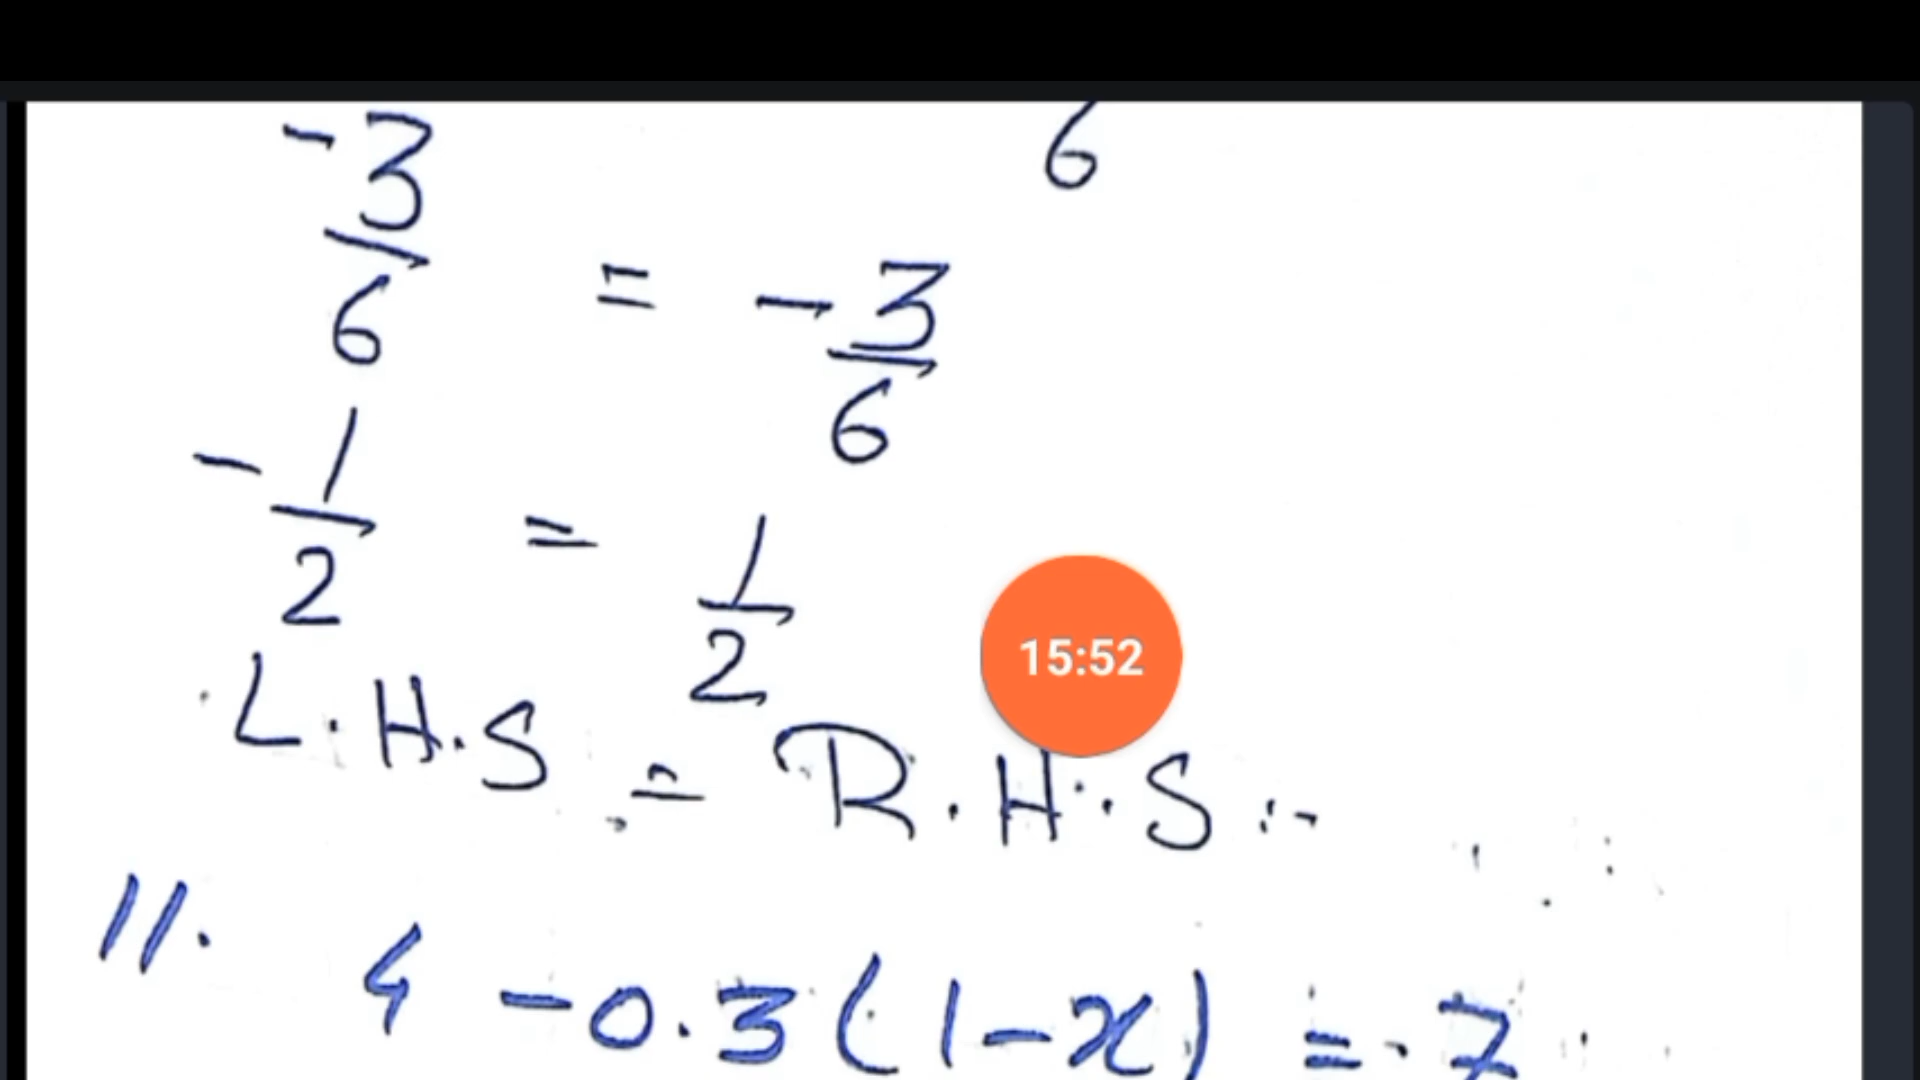 6
-3/6 = -3/6
-1/2 = 1/2
15:52
L.H.S = R.H.S :-
11. 4 - 0.3 (1 - x) = 7